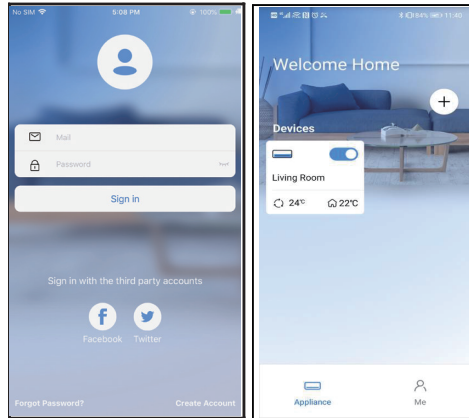 No SIM 5:08 PM 100%
Mail
Password
Sign in
Sign in with the third party accounts
Facebook Twitter
Forgot Password? Create Account
84% 11:40
Welcome Home
+
Devices
Living Room
24℃ 22℃
Appliance Me